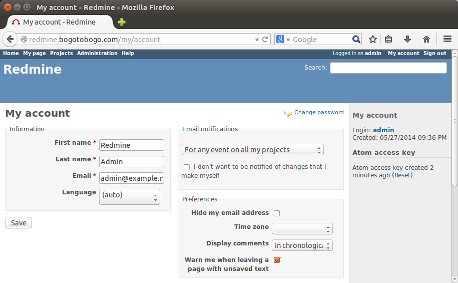 My account - Redmine - Mozilla Firefox
My account - Redmine
redmine.bogotobogo.com/my/account
Google
Home My page Projects Administration Help
Logged in as admin My account Sign out
Redmine
Search:
My account
Change password
Information
First name *
Redmine
Last name *
Admin
Email *
admin@example.n
Language
(auto)
Save
Email notifications
For any event on all my projects
I don't want to be notified of changes that I
make myself
Preferences
Hide my email address
Time zone
Display comments
In chronologica
Warn me when leaving a
page with unsaved text
My account
Login: admin
Created: 05/27/2014 09:36 PM
Atom access key
Atom access key created 2
minutes ago (Reset)